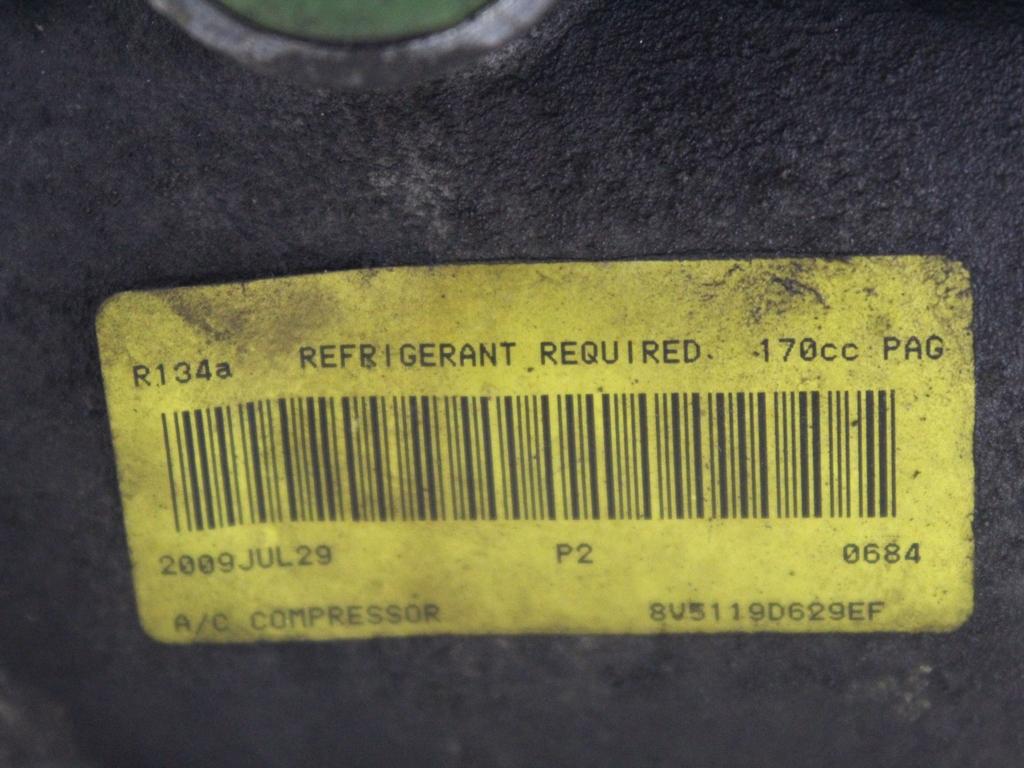 R134a REFRIGERANT REQUIRED. 170cc PAG
2009JUL29 P2 0684
A/C COMPRESSOR 8V5119D629EF